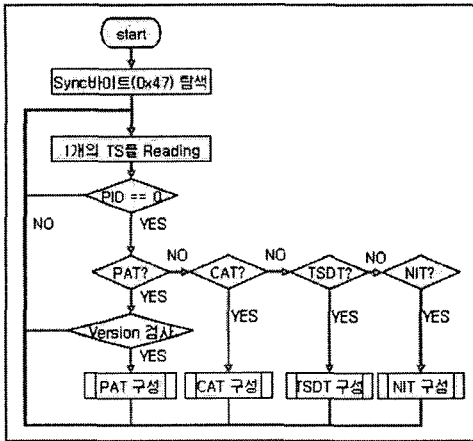 start
Sync바이트(0x47) 탐색
1개의 TS를 Reading
PID == 0
NO
YES
PAT?
NO
CAT?
NO
TSDT?
NO
NIT?
YES
YES
YES
YES
Version 검사
YES
PAT 구성
CAT 구성
TSDT 구성
NIT 구성